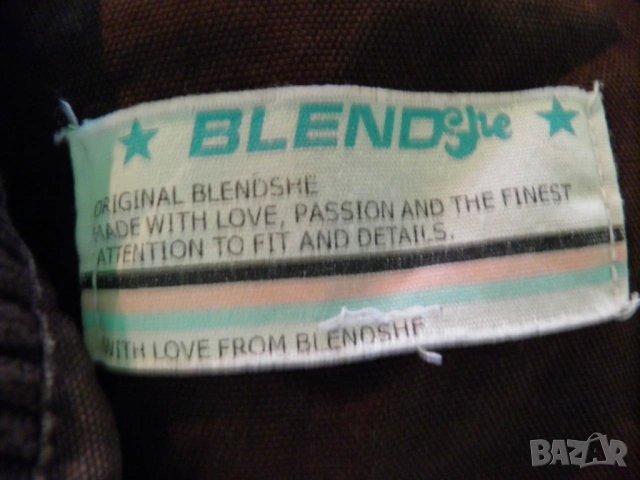 BLENDShe
ORIGINAL BLENDSHE
MADE WITH LOVE, PASSION AND THE FINEST
ATTENTION TO FIT AND DETAILS.
WITH LOVE FROM BLENDSHE
BAZAR